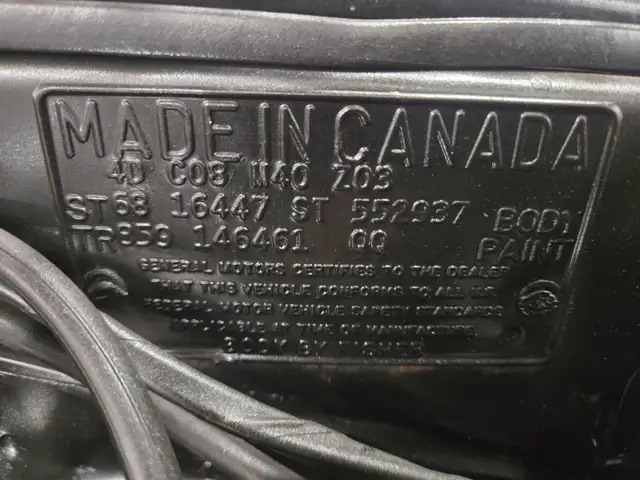 MADE IN CANADA
4D C08 M40 Z03
ST 68 16447 ST 552937 BODY
TR 859 146461 00 PAINT
GENERAL MOTORS CERTIFIES TO THE DEALER
THAT THIS VEHICLE CONFORMS TO ALL U.S.
FEDERAL MOTOR VEHICLE SAFETY STANDARDS
APPLICABLE AT TIME OF MANUFACTURE
BODY BY FISHER